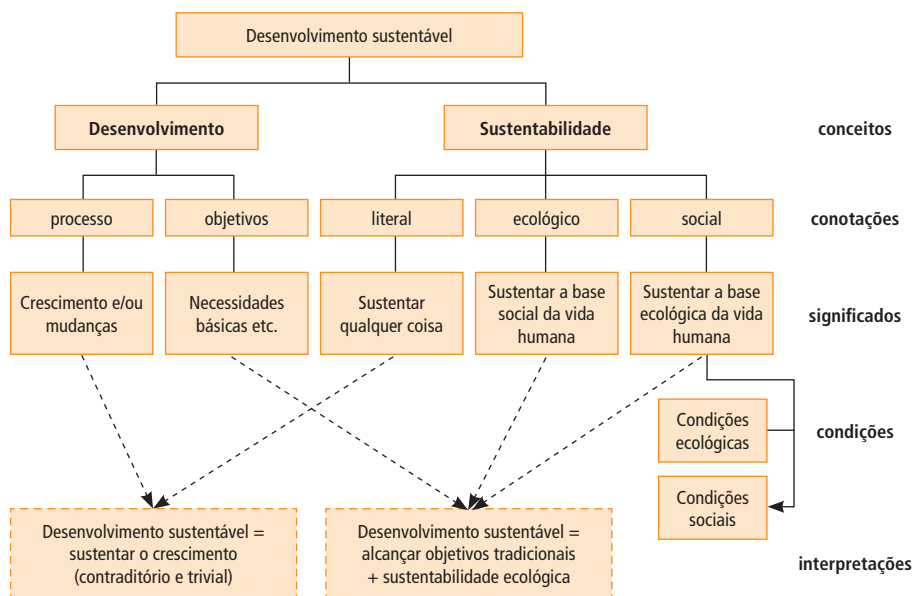 Desenvolvimento sustentável
Desenvolvimento
Sustentabilidade
conceitos
processo
objetivos
literal
ecológico
social
conotações
Crescimento e/ou
mudanças
Necessidades
básicas etc.
Sustentar
qualquer coisa
Sustentar a base
social da vida
humana
Sustentar a base
ecológica da vida
humana
significados
Condições
ecológicas
condições
Condições
sociais
Desenvolvimento sustentável =
sustentar o crescimento
(contraditório e trivial)
Desenvolvimento sustentável =
alcançar objetivos tradicionais
+ sustentabilidade ecológica
interpretações